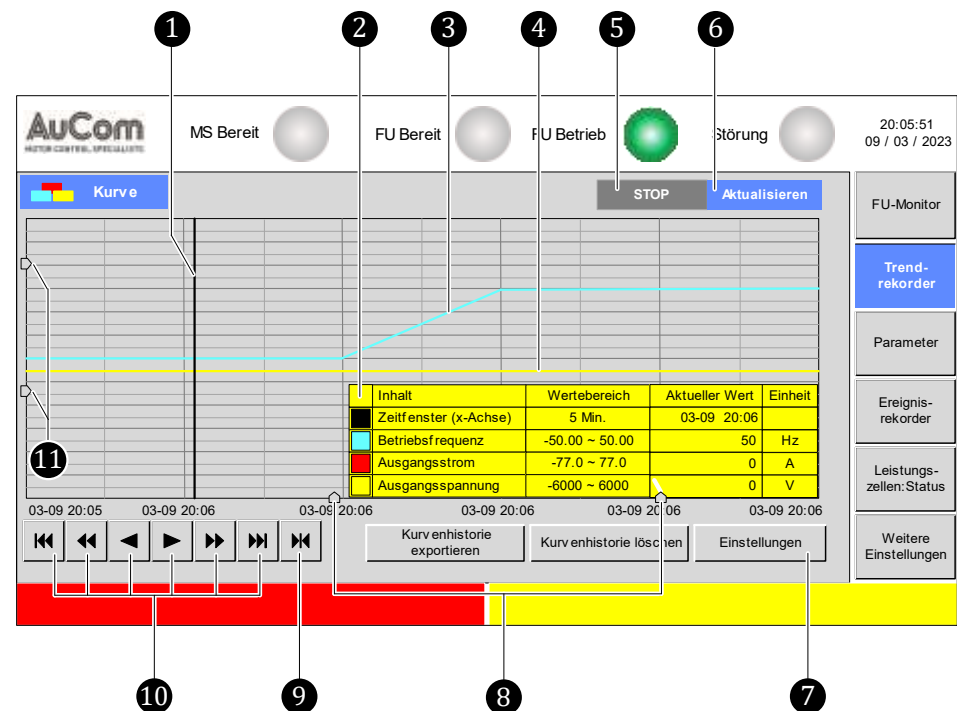 1 2 3 4 5 6
AuCom
MOTOR CONTROL SPECIALISTS
MS Bereit
FU Bereit
FU Betrieb
Störung
20:05:51
09 / 03 / 2023
Kurve
STOP
Aktualisieren
FU-Monitor
Trend-
rekorder
Parameter
Ereignis-
rekorder
Leistungs-
zellen:Status
Weitere
Einstellungen
11
Inhalt Wertebereich Aktueller Wert Einheit
Zeitfenster (x-Achse) 5 Min. 03-09 20:06
Betriebsfrequenz -50.00 ~ 50.00 50 Hz
Ausgangsstrom -77.0 ~ 77.0 0 A
Ausgangsspannung -6000 ~ 6000 0 V
03-09 20:05 03-09 20:06 03-09 20:06 03-09 20:06 03-09 20:06 03-09 20:06
Kurvenhistorie
exportieren
Kurvenhistorie löschen
Einstellungen
10 9 8 7